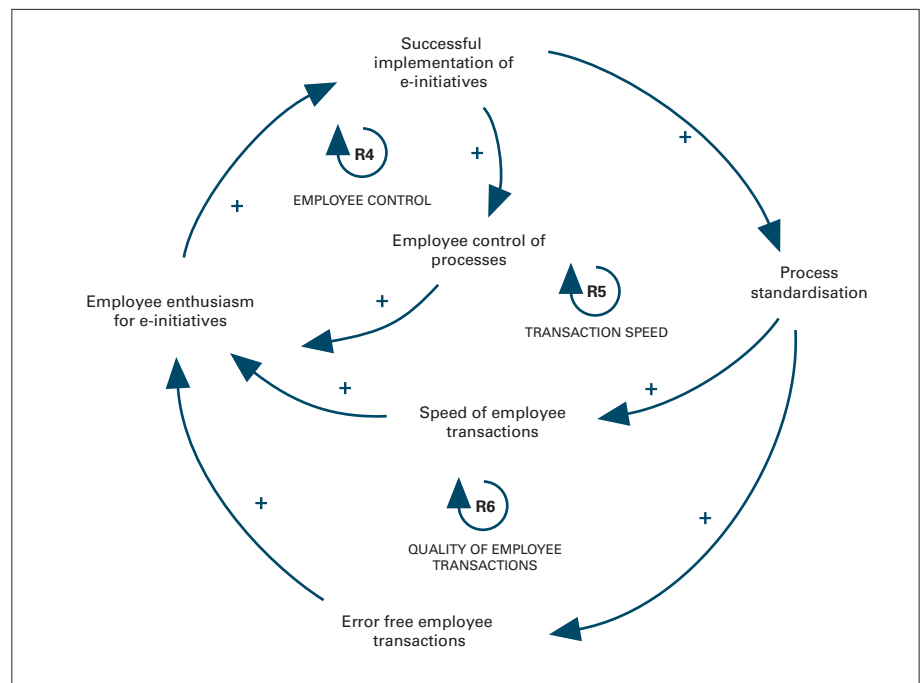 Successful
implementation of
e-initiatives
+
R4
+
EMPLOYEE CONTROL
+
Employee control of
processes
Process
standardisation
R5
Employee enthusiasm
for e-initiatives
+
TRANSACTION SPEED
+
+
Speed of employee
transactions
R6
+
+
QUALITY OF EMPLOYEE
TRANSACTIONS
Error free employee
transactions